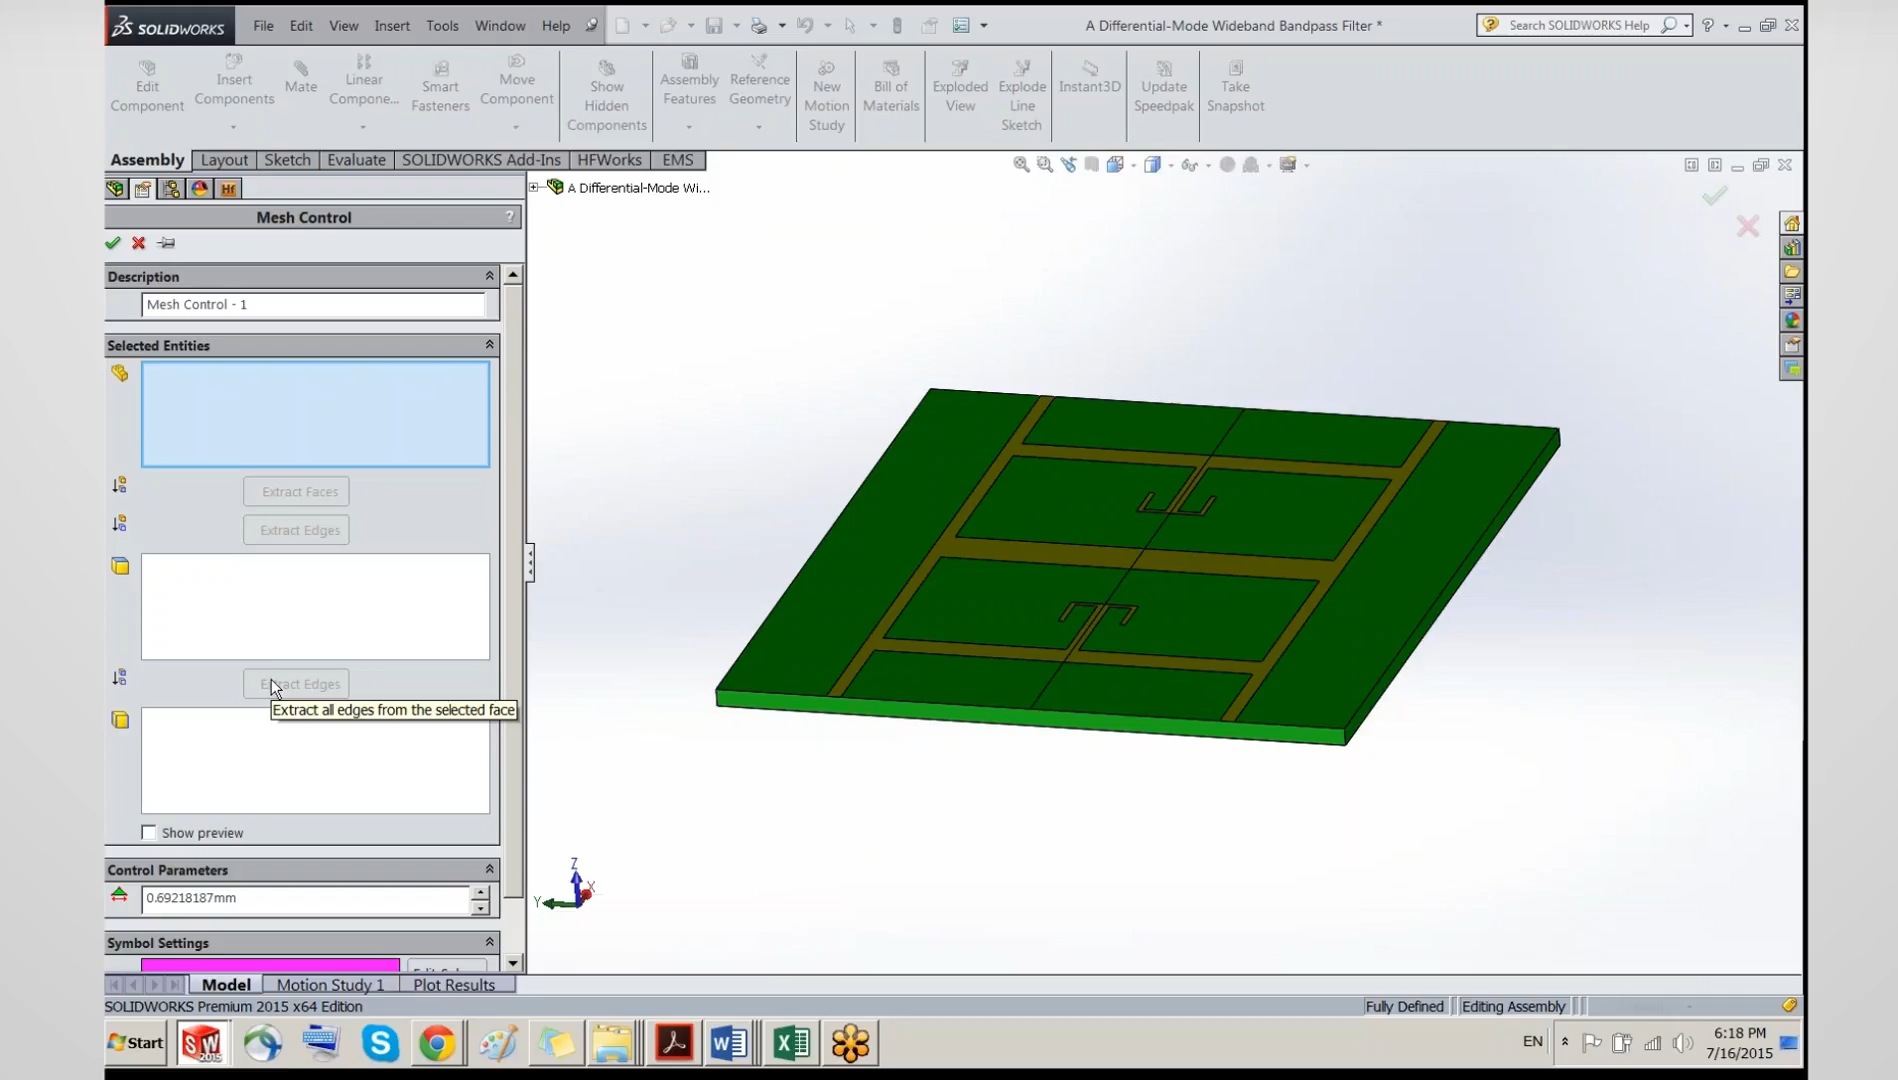 SOLIDWORKS File Edit View Insert Tools Window Help A Differential-Mode Wideband Bandpass Filter * Search SOLIDWORKS Help
Edit Component
Insert Components
Mate
Linear Compone...
Smart Fasteners
Move Component
Show Hidden Components
Assembly Features
Reference Geometry
New Motion Study
Bill of Materials
Exploded View
Explode Line Sketch
Instant3D
Update Speedpak
Take Snapshot
Assembly Layout Sketch Evaluate SOLIDWORKS Add-Ins HFWorks EMS
A Differential-Mode Wi...
Mesh Control ?
Description
Mesh Control - 1
Selected Entities
Extract Faces
Extract Edges
Extract Edges
Extract all edges from the selected face
Show preview
Control Parameters
0.69218187mm
Symbol Settings
Z
X
Y
Model Motion Study 1 Plot Results
SOLIDWORKS Premium 2015 x64 Edition Fully Defined Editing Assembly
Start EN 6:18 PM
7/16/2015